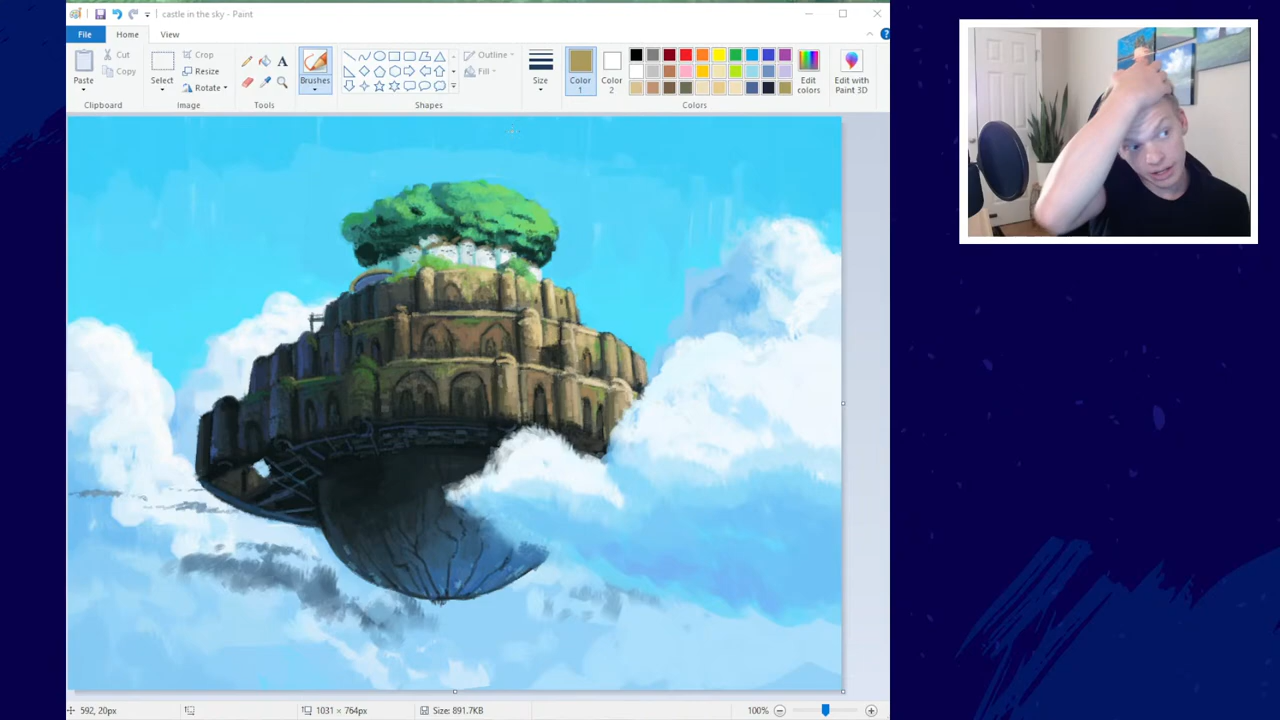 castle in the sky - Paint
File Home View
Paste
Cut
Copy
Clipboard
Select
Crop
Resize
Rotate
Image
Tools
Brushes
Outline
Fill
Shapes
Size
Color 1
Color 2
Edit colors
Edit with Paint 3D
Colors
592, 20px
1031 × 764px
Size: 891.7KB
100%